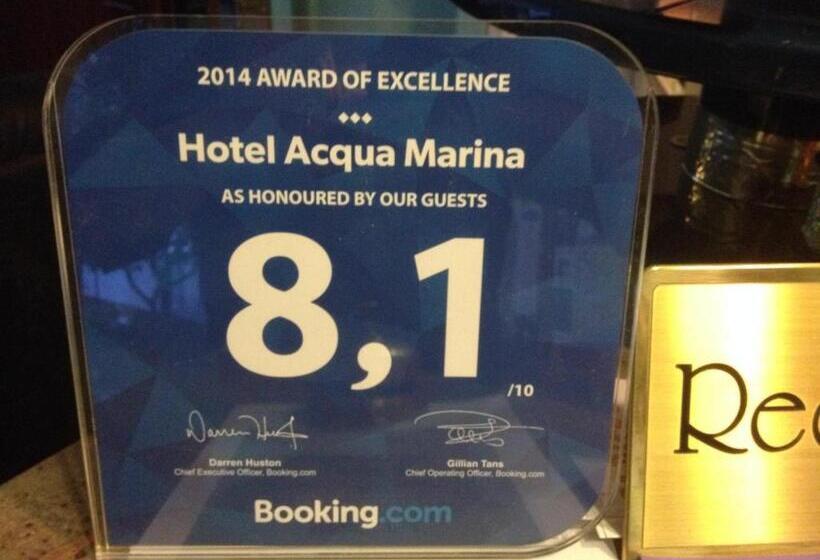 2014 AWARD OF EXCELLENCE
Hotel Acqua Marina
AS HONOURED BY OUR GUESTS
8,1
/10
Darren Huston
Chief Executive Officer, Booking.com
Gillian Tans
Chief Operating Officer, Booking.com
Booking.com
Rec